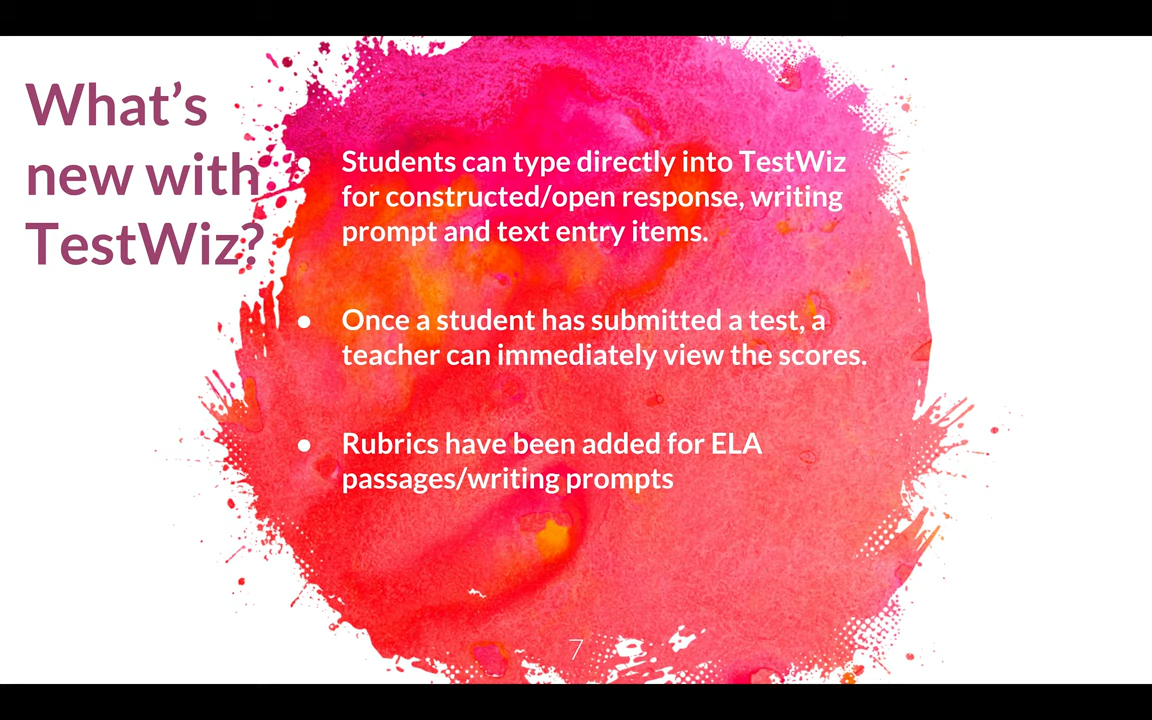 What's
new with
TestWiz?
● Students can type directly into TestWiz
for constructed/open response, writing
prompt and text entry items.
● Once a student has submitted a test, a
teacher can immediately view the scores.
● Rubrics have been added for ELA
passages/writing prompts
7